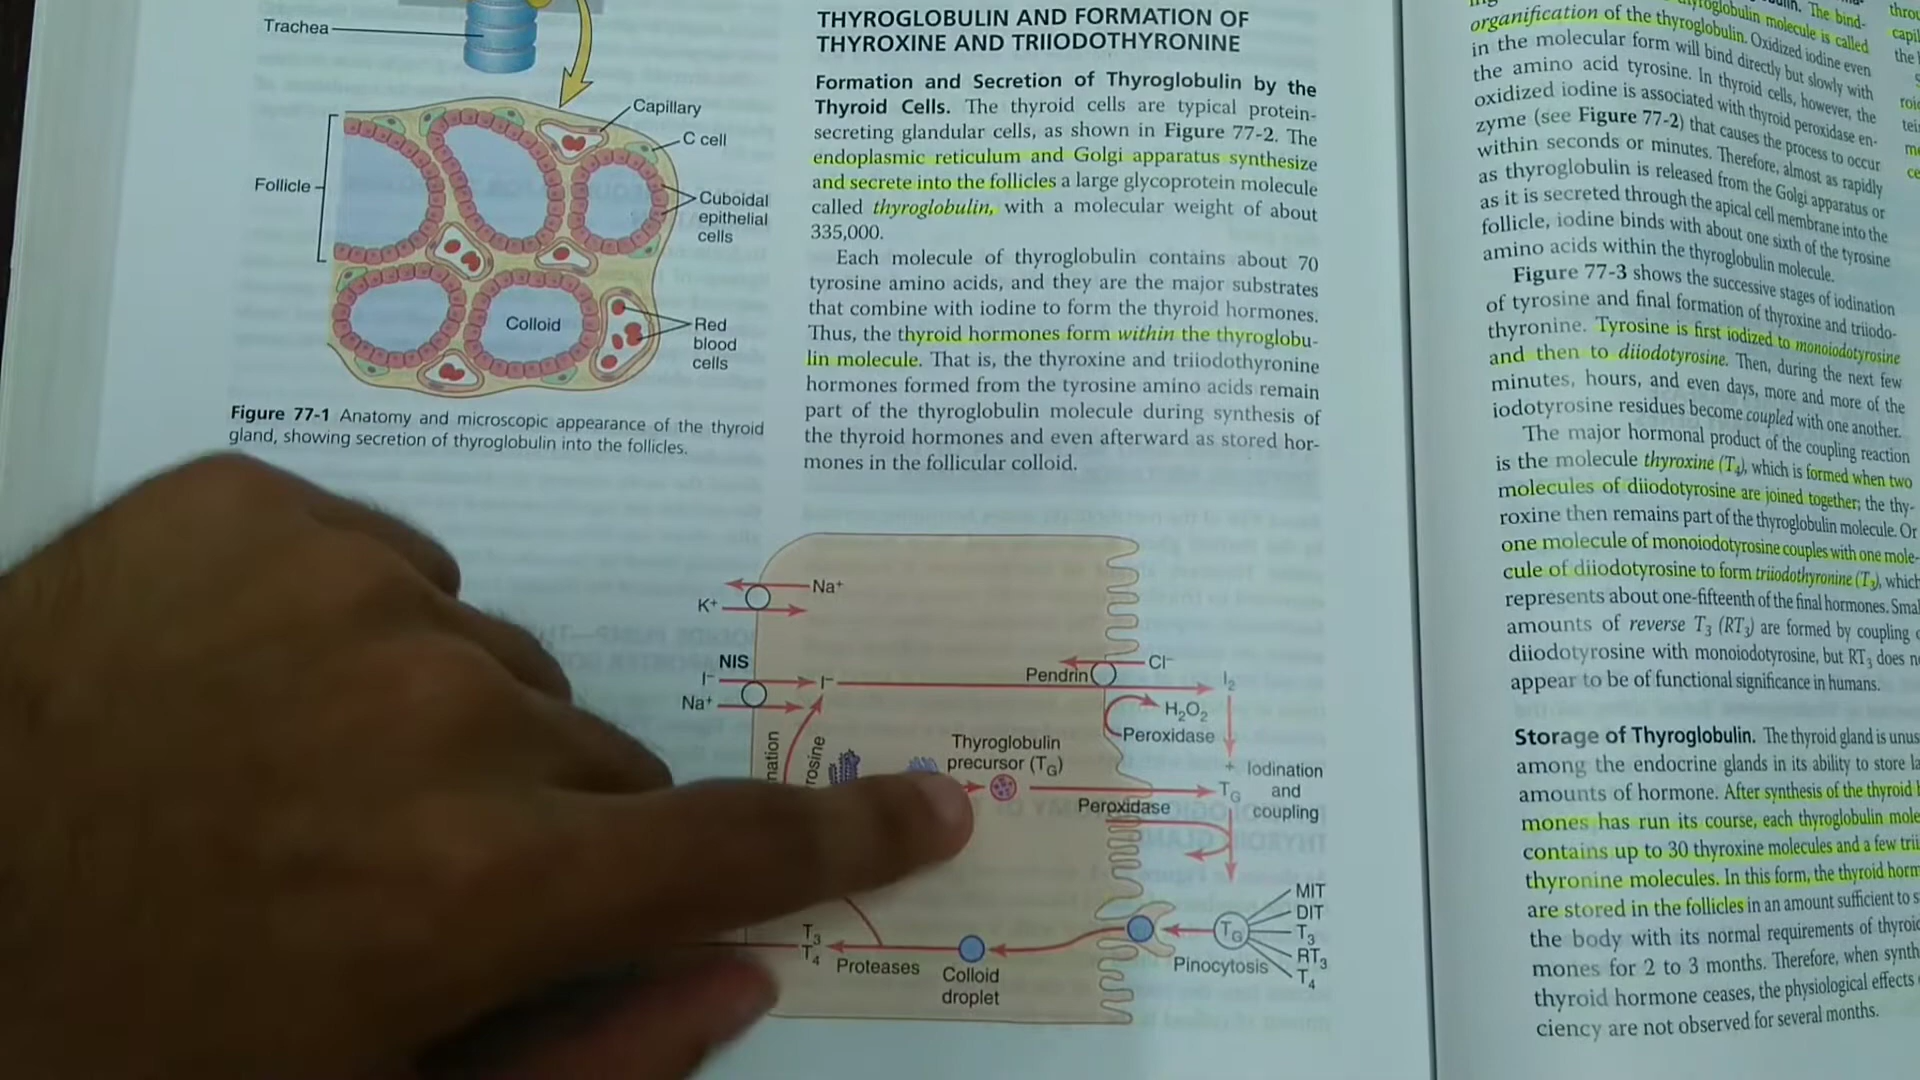 Trachea
Capillary
C cell
Follicle
Cuboidal
epithelial
cells
Colloid
Red
blood
cells
Figure 77-1 Anatomy and microscopic appearance of the thyroid
gland, showing secretion of thyroglobulin into the follicles.
THYROGLOBULIN AND FORMATION OF
THYROXINE AND TRIIODOTHYRONINE
Formation and Secretion of Thyroglobulin by the
Thyroid Cells. The thyroid cells are typical protein-
secreting glandular cells, as shown in Figure 77-2. The
endoplasmic reticulum and Golgi apparatus synthesize
and secrete into the follicles a large glycoprotein molecule
called thyroglobulin, with a molecular weight of about
335,000.
Each molecule of thyroglobulin contains about 70
tyrosine amino acids, and they are the major substrates
that combine with iodine to form the thyroid hormones.
Thus, the thyroid hormones form within the thyroglobu-
lin molecule. That is, the thyroxine and triiodothyronine
hormones formed from the tyrosine amino acids remain
part of the thyroglobulin molecule during synthesis of
the thyroid hormones and even afterward as stored hor-
mones in the follicular colloid.
Na⁺
K⁺
NIS
I⁻
I⁻
Na⁺
Pendrin
Cl⁻
I₂
H₂O₂
Peroxidase
Thyroglobulin
precursor (TG)
nation
rosine
TG
+ Iodination
and
coupling
Peroxidase
MIT
DIT
T₃
RT₃
T₄
TG
Pinocytosis
T₃
T₄
Proteases
Colloid
droplet
thyroglobulin molecule is called
organification of the thyroglobulin. Oxidized iodine even
in the molecular form will bind directly but slowly with
the amino acid tyrosine. In thyroid cells, however, the
oxidized iodine is associated with thyroid peroxidase en-
zyme (see Figure 77-2) that causes the process to occur
within seconds or minutes. Therefore, almost as rapidly
as thyroglobulin is released from the Golgi apparatus or
as it is secreted through the apical cell membrane into the
follicle, iodine binds with about one sixth of the tyrosine
amino acids within the thyroglobulin molecule.
Figure 77-3 shows the successive stages of iodination
of tyrosine and final formation of thyroxine and triiodo-
thyronine. Tyrosine is first iodized to monoiodotyrosine
and then to diiodotyrosine. Then, during the next few
minutes, hours, and even days, more and more of the
iodotyrosine residues become coupled with one another.
The major hormonal product of the coupling reaction
is the molecule thyroxine (T₄), which is formed when two
molecules of diiodotyrosine are joined together; the thy-
roxine then remains part of the thyroglobulin molecule. Or
one molecule of monoiodotyrosine couples with one mole-
cule of diiodotyrosine to form triiodothyronine (T₃), which
represents about one-fifteenth of the final hormones. Smal
amounts of reverse T₃ (RT₃) are formed by coupling o
diiodotyrosine with monoiodotyrosine, but RT₃ does n
appear to be of functional significance in humans.
Storage of Thyroglobulin. The thyroid gland is unus
among the endocrine glands in its ability to store la
amounts of hormone. After synthesis of the thyroid h
mones has run its course, each thyroglobulin mole
contains up to 30 thyroxine molecules and a few trii
thyronine molecules. In this form, the thyroid horm
are stored in the follicles in an amount sufficient to s
the body with its normal requirements of thyroid
mones for 2 to 3 months. Therefore, when synth
thyroid hormone ceases, the physiological effects
ciency are not observed for several months.